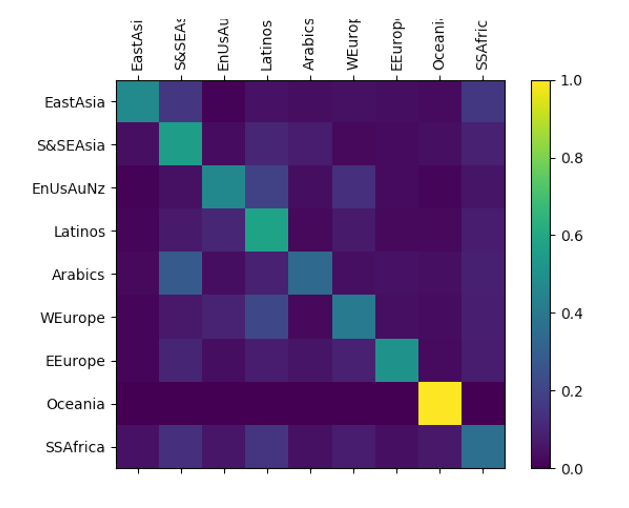 EastAsi
S&SEAs
EnUsAu
Latinos
Arabics
WEurop
EEurop
Oceani
SSAfric
EastAsia
S&SEAsia
EnUsAuNz
Latinos
Arabics
WEurope
EEurope
Oceania
SSAfrica
1.0
0.8
0.6
0.4
0.2
0.0